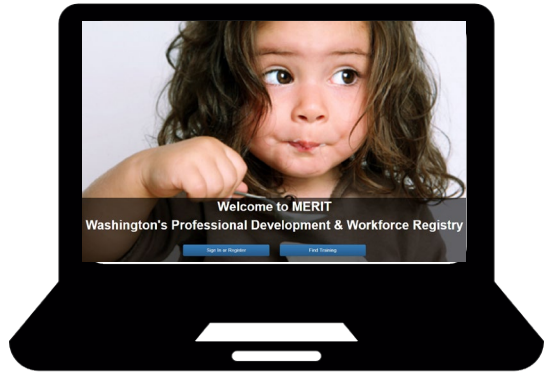 Welcome to MERIT
Washington's Professional Development & Workforce Registry
Sign In or Register
Find Training